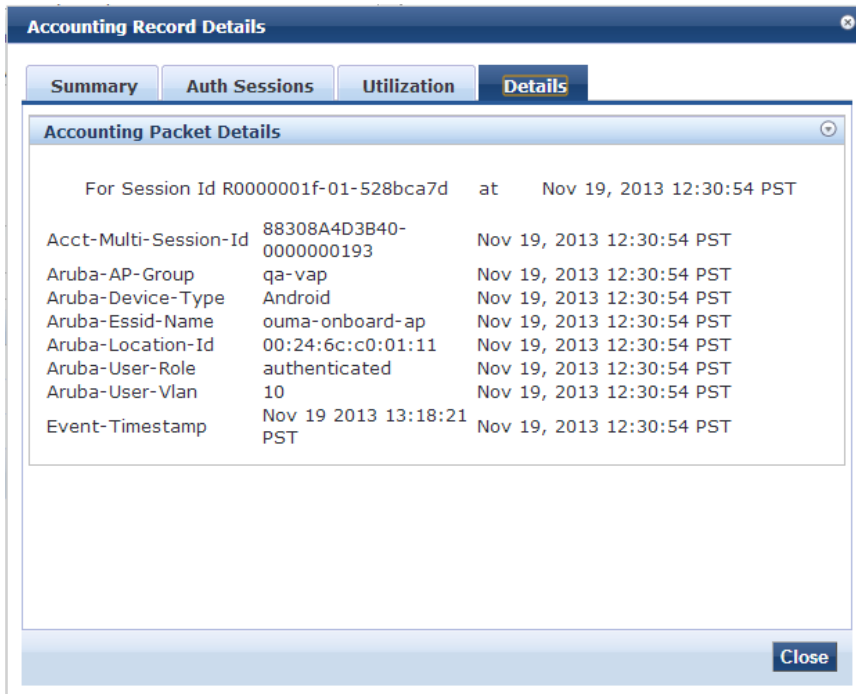 Accounting Record Details
Summary Auth Sessions Utilization Details
Accounting Packet Details
For Session Id R0000001f-01-528bca7d at Nov 19, 2013 12:30:54 PST
Acct-Multi-Session-Id 88308A4D3B40-
0000000193 Nov 19, 2013 12:30:54 PST
Aruba-AP-Group qa-vap Nov 19, 2013 12:30:54 PST
Aruba-Device-Type Android Nov 19, 2013 12:30:54 PST
Aruba-Essid-Name ouma-onboard-ap Nov 19, 2013 12:30:54 PST
Aruba-Location-Id 00:24:6c:c0:01:11 Nov 19, 2013 12:30:54 PST
Aruba-User-Role authenticated Nov 19, 2013 12:30:54 PST
Aruba-User-Vlan 10 Nov 19, 2013 12:30:54 PST
Event-Timestamp Nov 19 2013 13:18:21
PST Nov 19, 2013 12:30:54 PST
Close